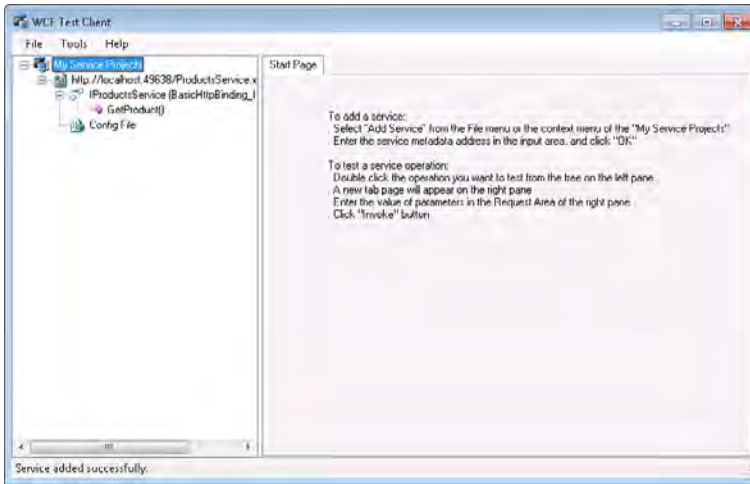 WCF Test Client
File Tools Help
My Service Projects
http://localhost:49638/ProductsService.x
IProductsService (BasicHttpBinding_I
GetProduct()
Config File
Start Page
To add a service:
Select "Add Service" from the File menu or the context menu of the "My Service Projects"
Enter the service metadata address in the input area, and click "OK"
To test a service operation:
Double click the operation you want to test from the tree on the left pane
A new tab page will appear on the right pane
Enter the value of parameters in the Request Area of the right pane
Click "Invoke" button
Service added successfully.